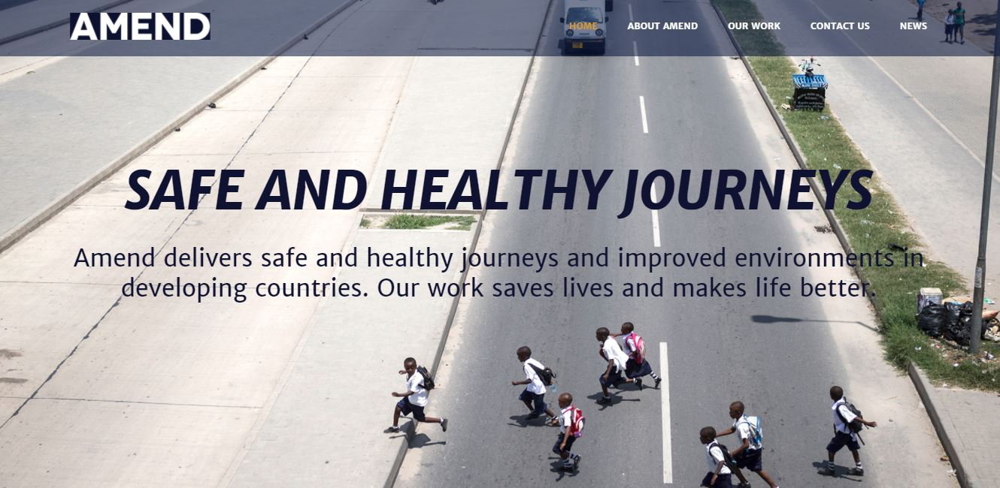 AMEND
HOME ABOUT AMEND OUR WORK CONTACT US NEWS
SAFE AND HEALTHY JOURNEYS
Amend delivers safe and healthy journeys and improved environments in
developing countries. Our work saves lives and makes life better.